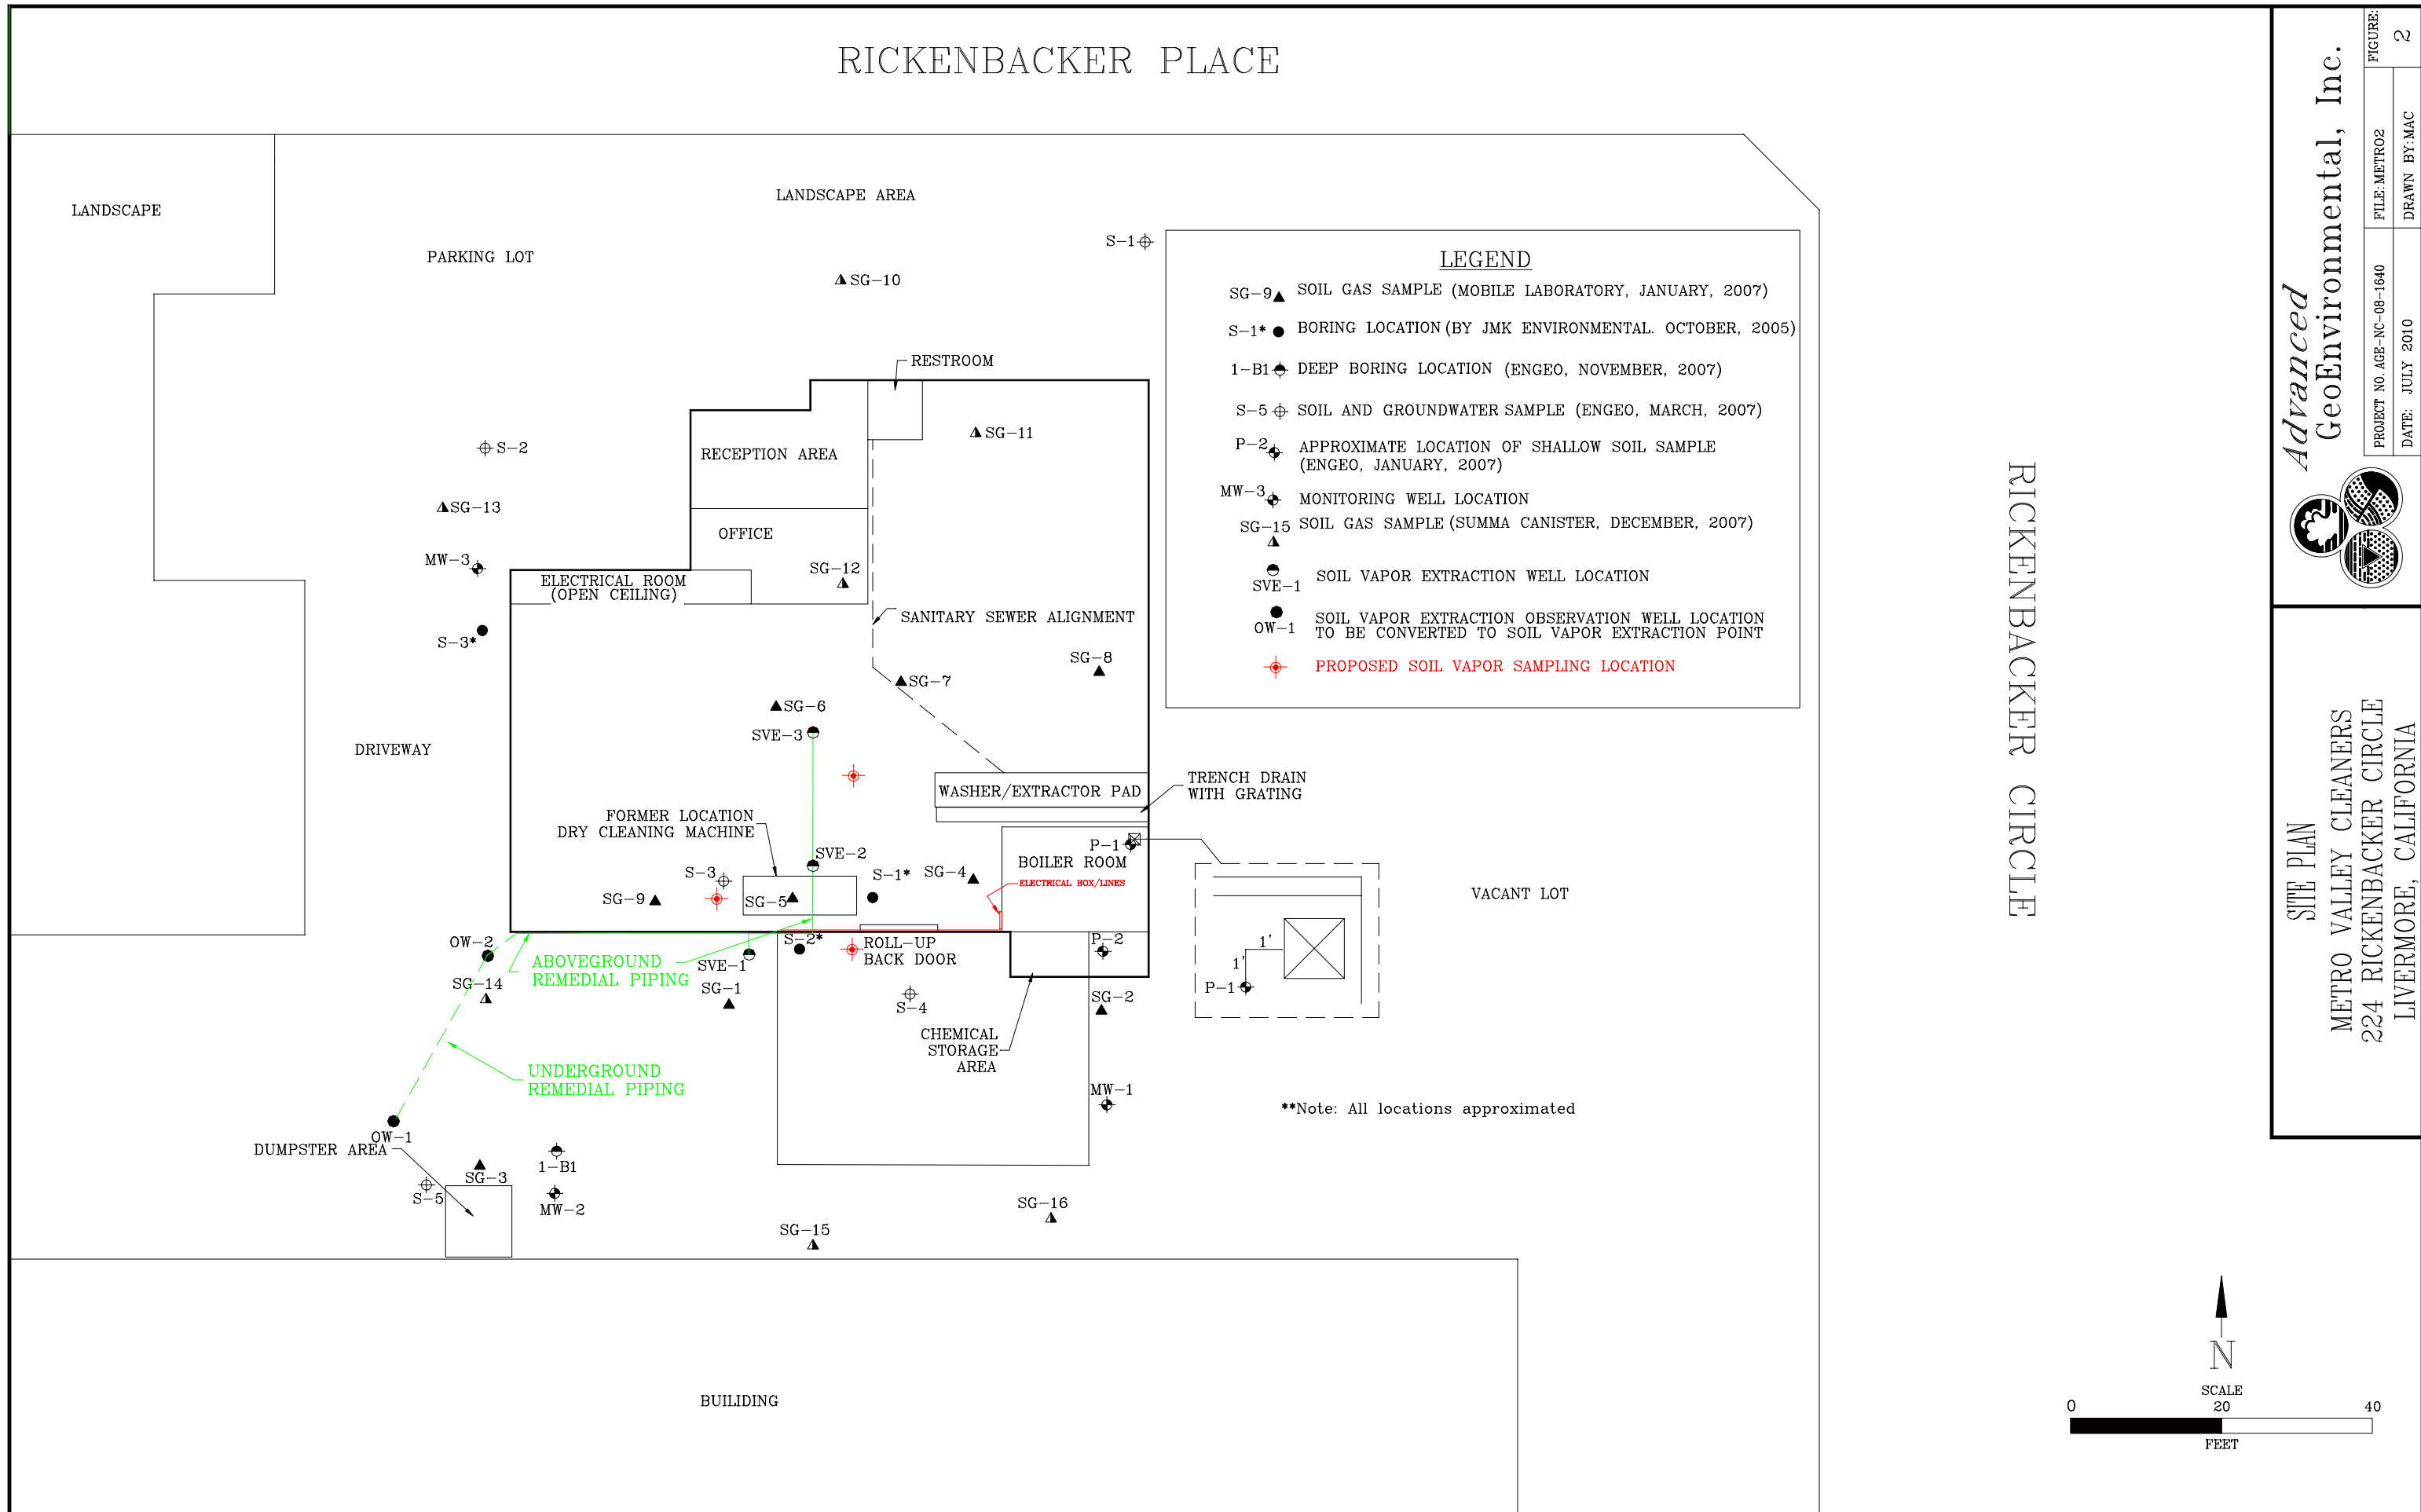 RICKENBACKER PLACE
LANDSCAPE
LANDSCAPE AREA
PARKING LOT
S-1
SG-10
LEGEND
SG-9 SOIL GAS SAMPLE (MOBILE LABORATORY, JANUARY, 2007)
S-1* BORING LOCATION (BY JMK ENVIRONMENTAL. OCTOBER, 2005)
1-B1 DEEP BORING LOCATION (ENGEO, NOVEMBER, 2007)
S-5 SOIL AND GROUNDWATER SAMPLE (ENGEO, MARCH, 2007)
P-2 APPROXIMATE LOCATION OF SHALLOW SOIL SAMPLE
(ENGEO, JANUARY, 2007)
MW-3 MONITORING WELL LOCATION
SG-15 SOIL GAS SAMPLE (SUMMA CANISTER, DECEMBER, 2007)
SVE-1 SOIL VAPOR EXTRACTION WELL LOCATION
OW-1 SOIL VAPOR EXTRACTION OBSERVATION WELL LOCATION
TO BE CONVERTED TO SOIL VAPOR EXTRACTION POINT
PROPOSED SOIL VAPOR SAMPLING LOCATION
RESTROOM
SG-11
S-2
RECEPTION AREA
SG-13
OFFICE
MW-3
SG-12
ELECTRICAL ROOM
(OPEN CEILING)
SANITARY SEWER ALIGNMENT
S-3*
SG-8
SG-7
SG-6
SVE-3
DRIVEWAY
TRENCH DRAIN
WITH GRATING
WASHER/EXTRACTOR PAD
FORMER LOCATION
DRY CLEANING MACHINE
P-1
SVE-2
BOILER ROOM
S-3
S-1*
SG-4
ELECTRICAL BOX/LINES
SG-9
SG-5
VACANT LOT
OW-2
S-2*
ROLL-UP
BACK DOOR
P-2
1'
1'
P-1
ABOVEGROUND
REMEDIAL PIPING
SVE-1
SG-14
SG-1
SG-2
S-4
CHEMICAL
STORAGE
AREA
UNDERGROUND
REMEDIAL PIPING
MW-1
**Note: All locations approximated
OW-1
DUMPSTER AREA
1-B1
SG-3
S-5
MW-2
SG-16
SG-15
BUILIDING
RICKENBACKER CIRCLE
N
SCALE
0 20 40
FEET
Advanced
GeoEnvironmental, Inc.
PROJECT NO. AGE-NC-08-1640
FILE: METRO2
FIGURE:
2
DATE: JULY 2010
DRAWN BY: MAC
SITE PLAN
METRO VALLEY CLEANERS
224 RICKENBACKER CIRCLE
LIVERMORE, CALIFORNIA